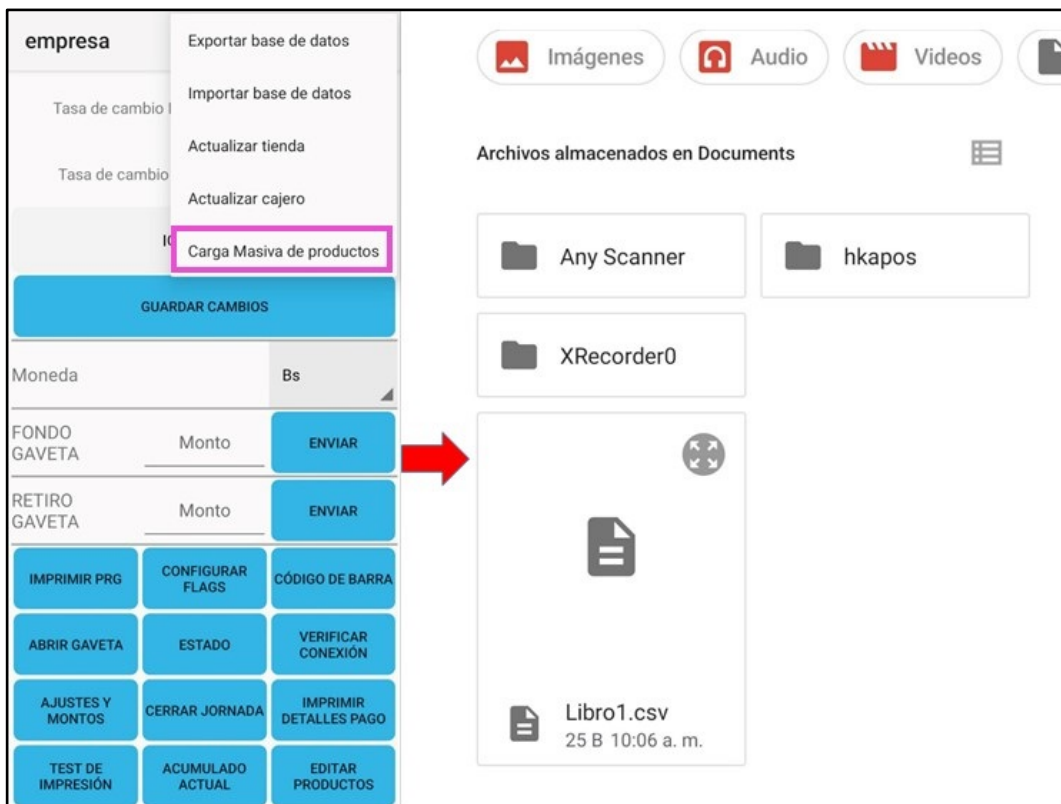 empresa
Exportar base de datos
Importar base de datos
Tasa de cambio
Actualizar tienda
Tasa de cambio
Actualizar cajero
Carga Masiva de productos
GUARDAR CAMBIOS
Moneda
Bs
FONDO
GAVETA
Monto
ENVIAR
RETIRO
GAVETA
Monto
ENVIAR
IMPRIMIR PRG
CONFIGURAR
FLAGS
CÓDIGO DE BARRA
ABRIR GAVETA
ESTADO
VERIFICAR
CONEXIÓN
AJUSTES Y
MONTOS
CERRAR JORNADA
IMPRIMIR
DETALLES PAGO
TEST DE
IMPRESIÓN
ACUMULADO
ACTUAL
EDITAR
PRODUCTOS
Imágenes
Audio
Videos
Archivos almacenados en Documents
Any Scanner
hkapos
XRecorder0
Libro1.csv
25 B 10:06 a. m.